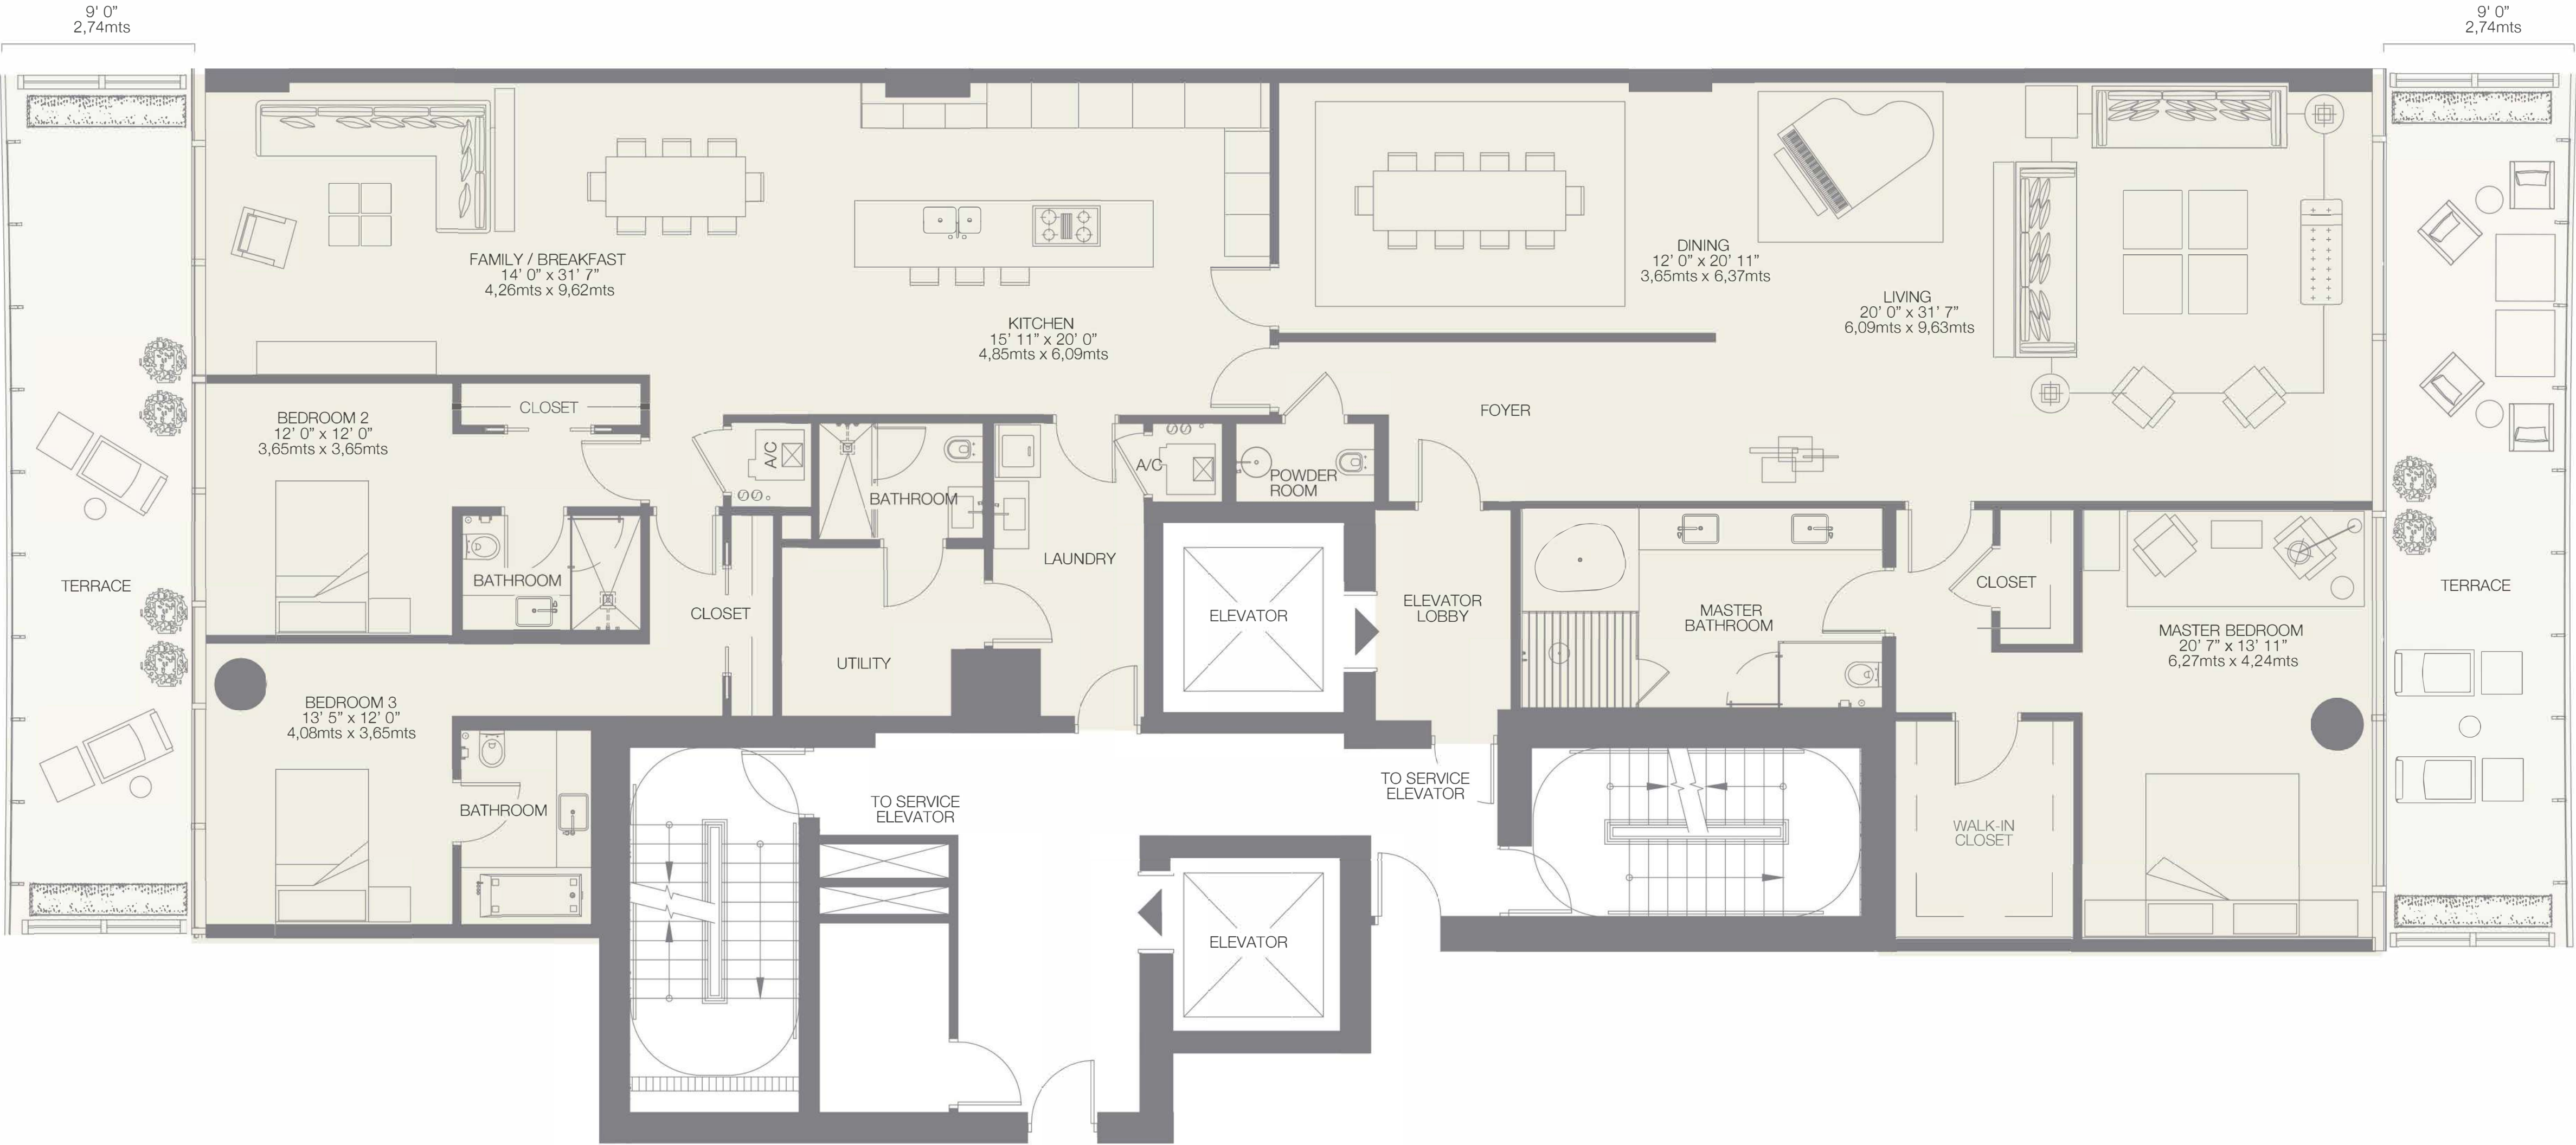 9' 0"
2,74mts
9' 0"
2,74mts
FAMILY / BREAKFAST
14' 0" x 31' 7"
4,26mts x 9,62mts
KITCHEN
15' 11" x 20' 0"
4,85mts x 6,09mts
DINING
12' 0" x 20' 11"
3,65mts x 6,37mts
LIVING
20' 0" x 31' 7"
6,09mts x 9,63mts
FOYER
BEDROOM 2
12' 0" x 12' 0"
3,65mts x 3,65mts
CLOSET
A/C
BATHROOM
A/C
POWDER
ROOM
LAUNDRY
TERRACE
BATHROOM
CLOSET
UTILITY
ELEVATOR
ELEVATOR
LOBBY
MASTER
BATHROOM
CLOSET
MASTER BEDROOM
20' 7" x 13' 11"
6,27mts x 4,24mts
TERRACE
BEDROOM 3
13' 5" x 12' 0"
4,08mts x 3,65mts
BATHROOM
TO SERVICE
ELEVATOR
TO SERVICE
ELEVATOR
WALK-IN
CLOSET
ELEVATOR